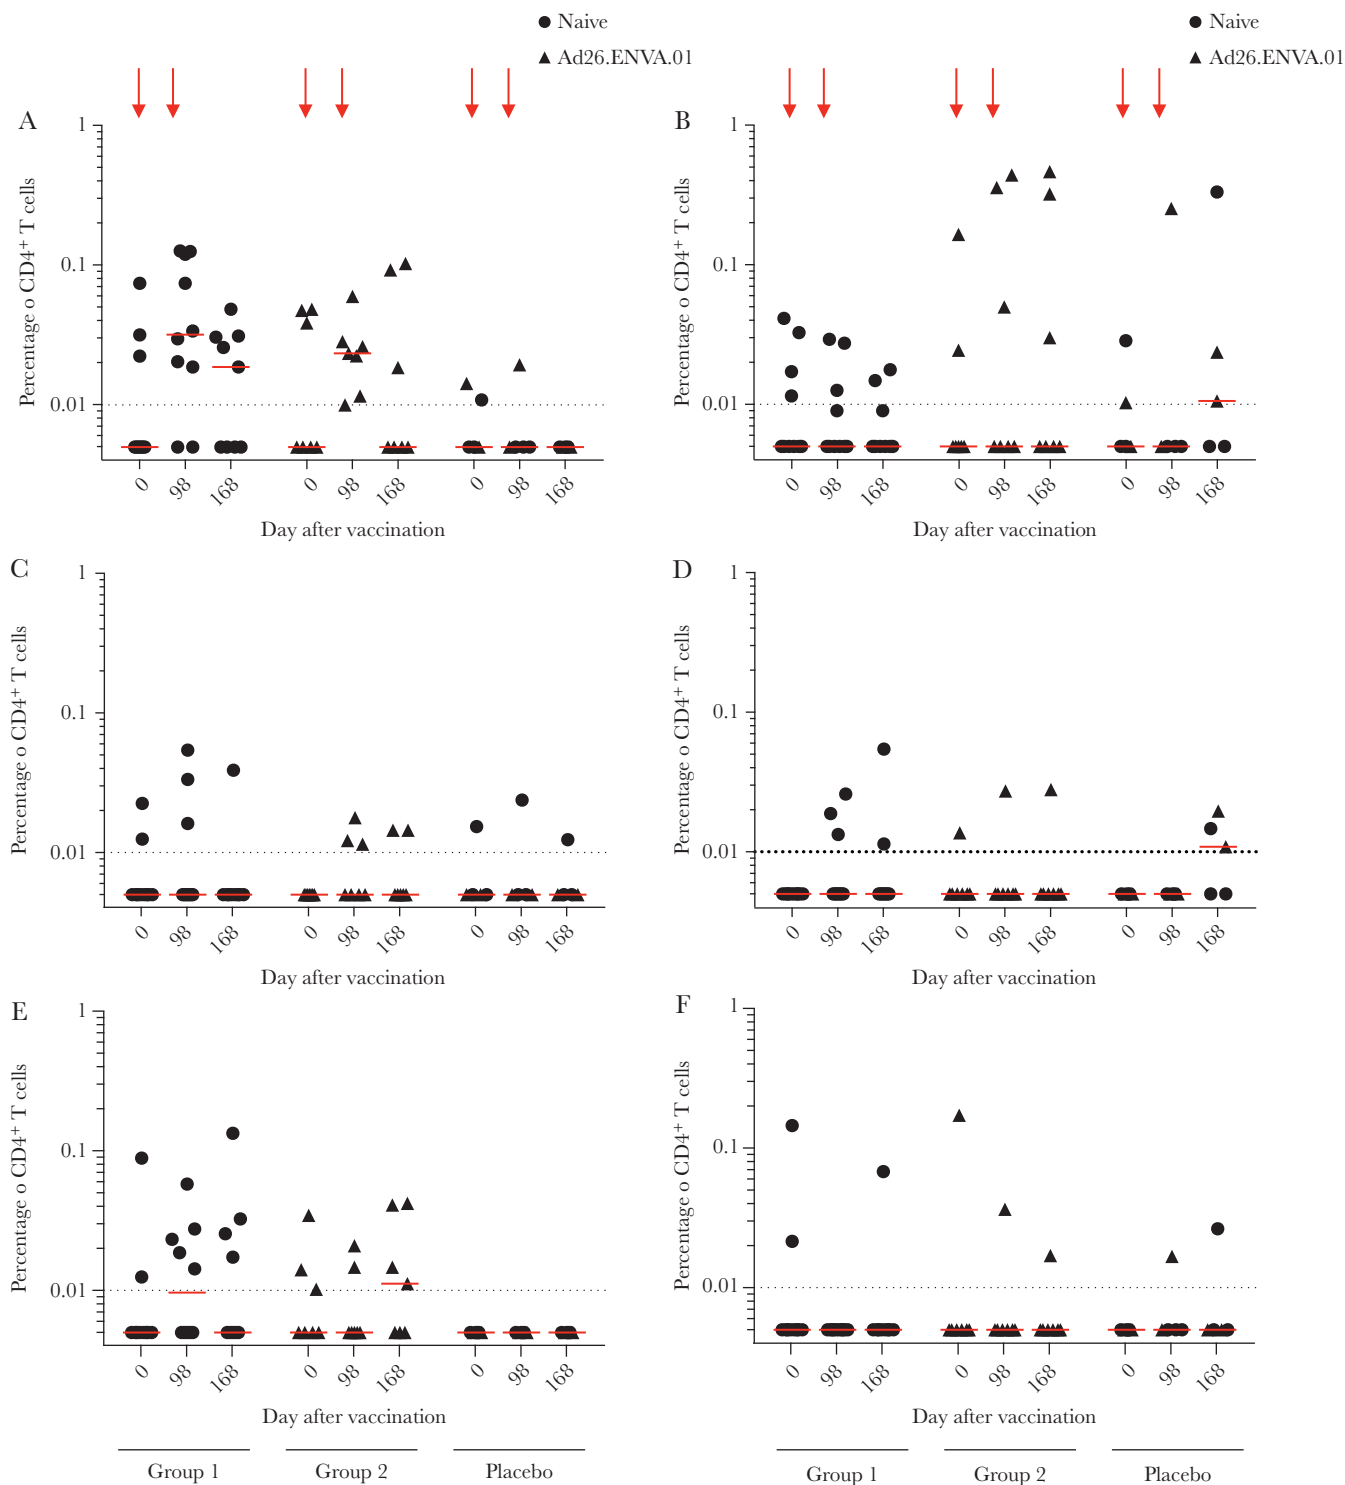 ● Naive
▲ Ad26.ENVA.01
● Naive
▲ Ad26.ENVA.01
A
Percentage o CD4+ T cells
1
0.1
0.01
0 98 168 0 98 168 0 98 168
Day after vaccination
B
Percentage o CD4+ T cells
1
0.1
0.01
0 98 168 0 98 168 0 98 168
Day after vaccination
C
Percentage o CD4+ T cells
1
0.1
0.01
0 98 168 0 98 168 0 98 168
Day after vaccination
D
Percentage o CD4+ T cells
1
0.1
0.01
0 98 168 0 98 168 0 98 168
Day after vaccination
E
Percentage o CD4+ T cells
1
0.1
0.01
0 98 168 0 98 168 0 98 168
Day after vaccination
Group 1 Group 2 Placebo
F
Percentage o CD4+ T cells
1
0.1
0.01
0 98 168 0 98 168 0 98 168
Day after vaccination
Group 1 Group 2 Placebo